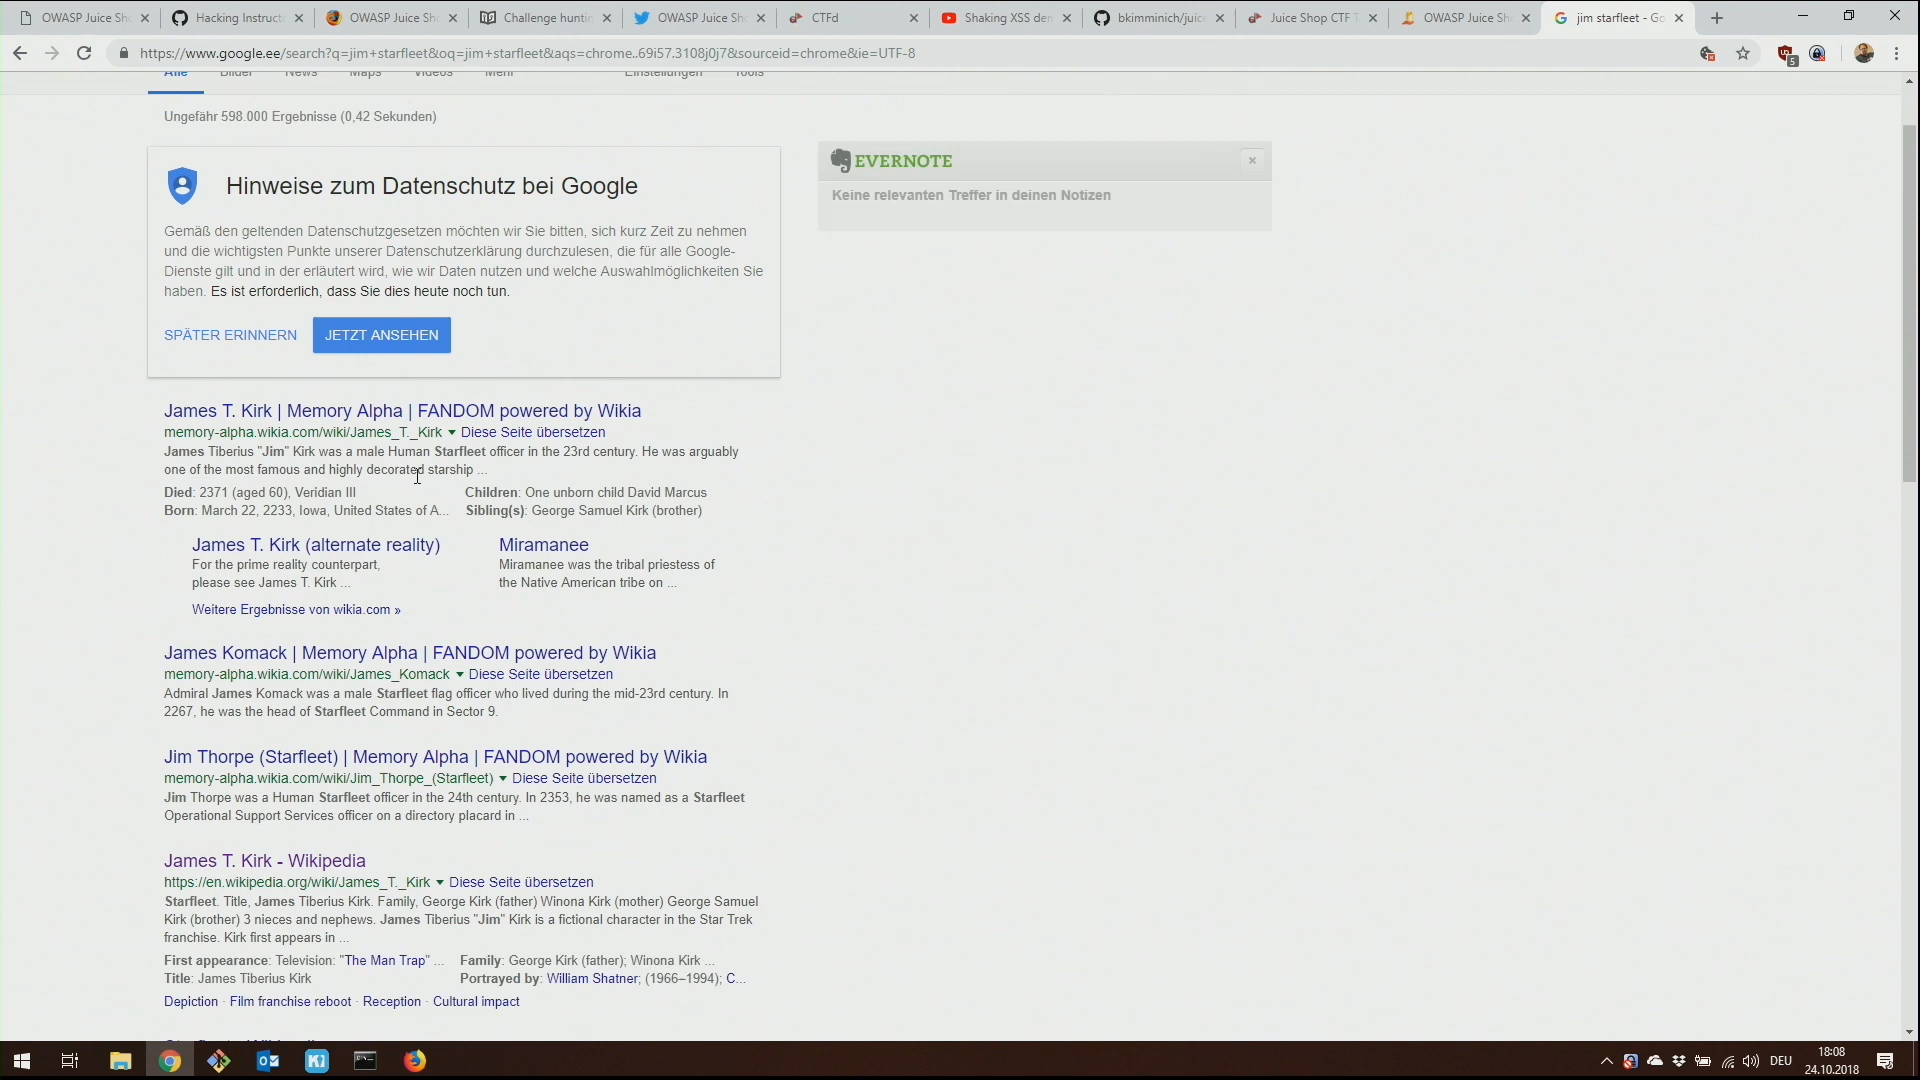 OWASP Juice Sh
Hacking Instruct
OWASP Juice Sh
Challenge huntin
OWASP Juice Sh
CTFd
Shaking XSS den
bkimminich/juice
Juice Shop CTF T
OWASP Juice Sh
jim starfleet - Go
https://www.google.ee/search?q=jim+starfleet&oq=jim+starfleet&aqs=chrome..69i57.3108j0j7&sourceid=chrome&ie=UTF-8
5
Alle Bilder News Maps Videos Mehr Einstellungen Tools
Ungefähr 598.000 Ergebnisse (0,42 Sekunden)
Hinweise zum Datenschutz bei Google
Gemäß den geltenden Datenschutzgesetzen möchten wir Sie bitten, sich kurz Zeit zu nehmen
und die wichtigsten Punkte unserer Datenschutzerklärung durchzulesen, die für alle Google-
Dienste gilt und in der erläutert wird, wie wir Daten nutzen und welche Auswahlmöglichkeiten Sie
haben. Es ist erforderlich, dass Sie dies heute noch tun.
SPÄTER ERINNERN JETZT ANSEHEN
EVERNOTE
Keine relevanten Treffer in deinen Notizen
James T. Kirk | Memory Alpha | FANDOM powered by Wikia
memory-alpha.wikia.com/wiki/James_T._Kirk Diese Seite übersetzen
James Tiberius "Jim" Kirk was a male Human Starfleet officer in the 23rd century. He was arguably
one of the most famous and highly decorated starship ...
Died: 2371 (aged 60), Veridian III Children: One unborn child David Marcus
Born: March 22, 2233, Iowa, United States of A... Sibling(s): George Samuel Kirk (brother)
James T. Kirk (alternate reality) Miramanee
For the prime reality counterpart, Miramanee was the tribal priestess of
please see James T. Kirk ... the Native American tribe on ...
Weitere Ergebnisse von wikia.com »
James Komack | Memory Alpha | FANDOM powered by Wikia
memory-alpha.wikia.com/wiki/James_Komack Diese Seite übersetzen
Admiral James Komack was a male Starfleet flag officer who lived during the mid-23rd century. In
2267, he was the head of Starfleet Command in Sector 9.
Jim Thorpe (Starfleet) | Memory Alpha | FANDOM powered by Wikia
memory-alpha.wikia.com/wiki/Jim_Thorpe_(Starfleet) Diese Seite übersetzen
Jim Thorpe was a Human Starfleet officer in the 24th century. In 2353, he was named as a Starfleet
Operational Support Services officer on a directory placard in ...
James T. Kirk - Wikipedia
https://en.wikipedia.org/wiki/James_T._Kirk Diese Seite übersetzen
Starfleet. Title, James Tiberius Kirk. Family, George Kirk (father) Winona Kirk (mother) George Samuel
Kirk (brother) 3 nieces and nephews. James Tiberius "Jim" Kirk is a fictional character in the Star Trek
franchise. Kirk first appears in ...
First appearance: Television: "The Man Trap" ... Family: George Kirk (father); Winona Kirk ...
Title: James Tiberius Kirk Portrayed by: William Shatner; (1966–1994); C...
Depiction · Film franchise reboot · Reception · Cultural impact
DEU
18:08
24.10.2018